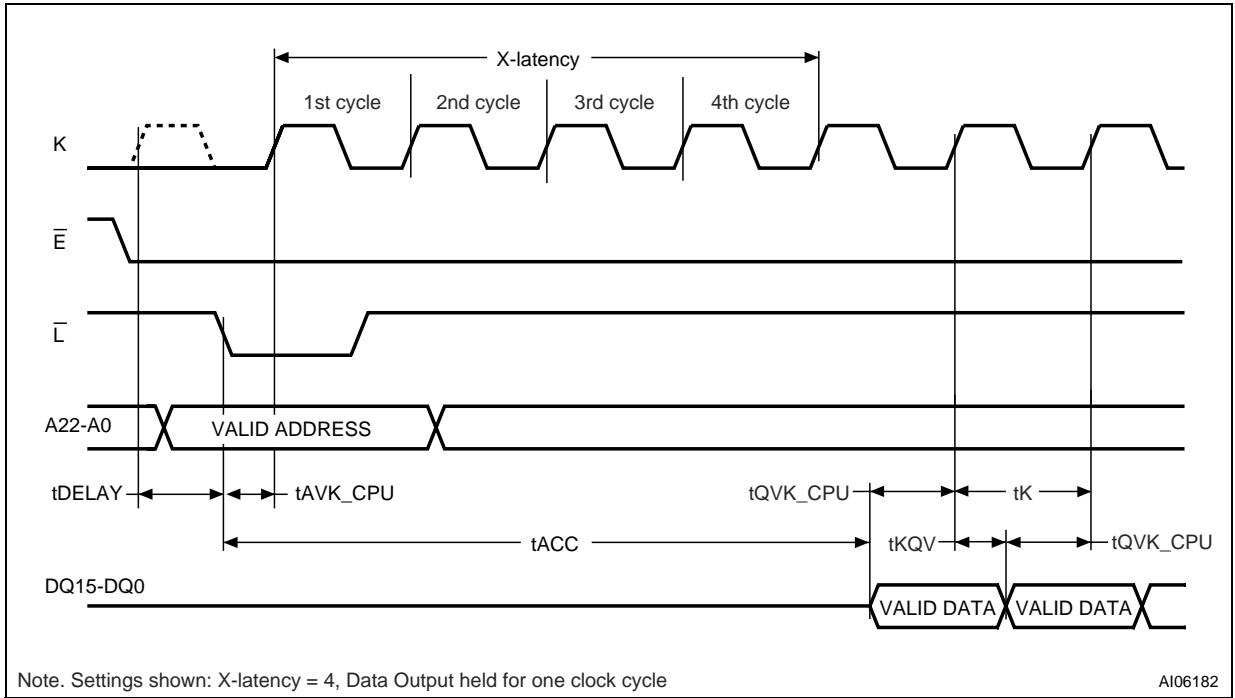 X-latency
1st cycle 2nd cycle 3rd cycle 4th cycle
K
E
L
A22-A0 VALID ADDRESS
tDELAY tAVK_CPU tQVK_CPU tK
tACC tKQV tQVK_CPU
DQ15-DQ0
VALID DATA VALID DATA
Note. Settings shown: X-latency = 4, Data Output held for one clock cycle AI06182